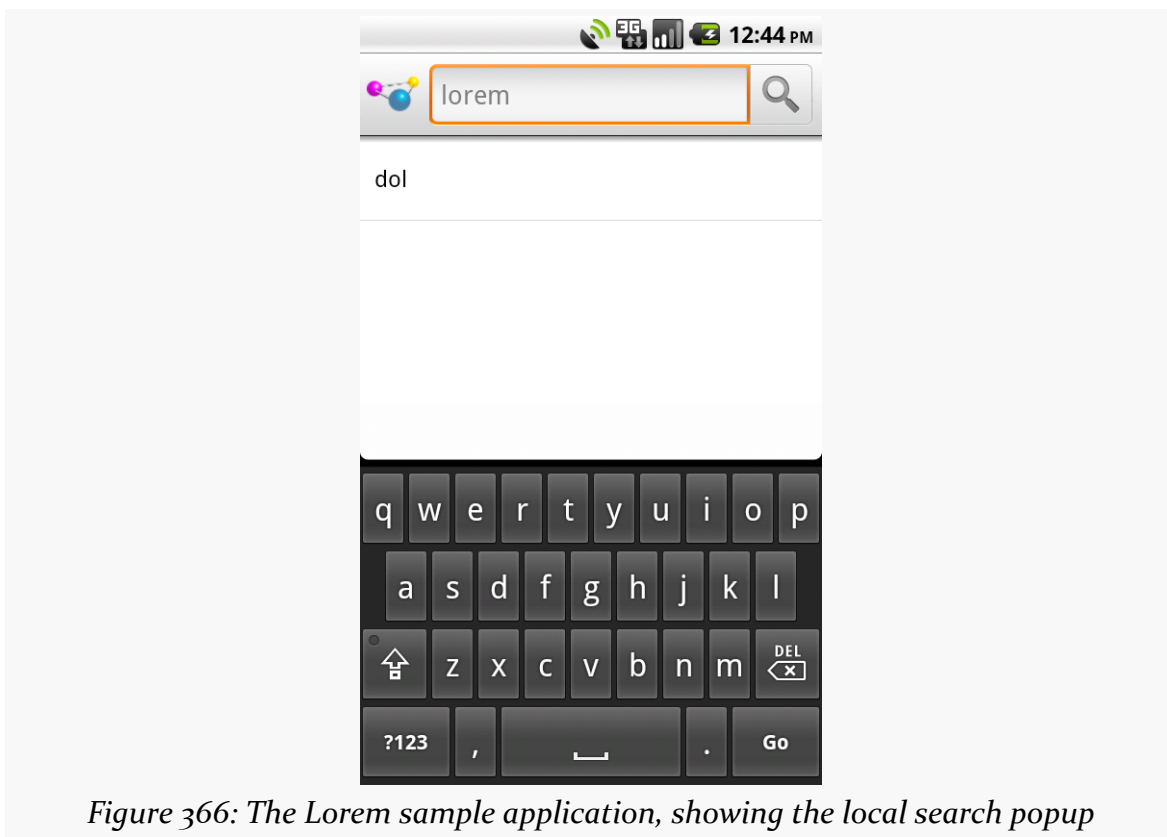 3G 12:44 PM
lorem
dol
q w e r t y u i o p
a s d f g h j k l
z x c v b n m DEL
?123 , . Go
Figure 366: The Lorem sample application, showing the local search popup